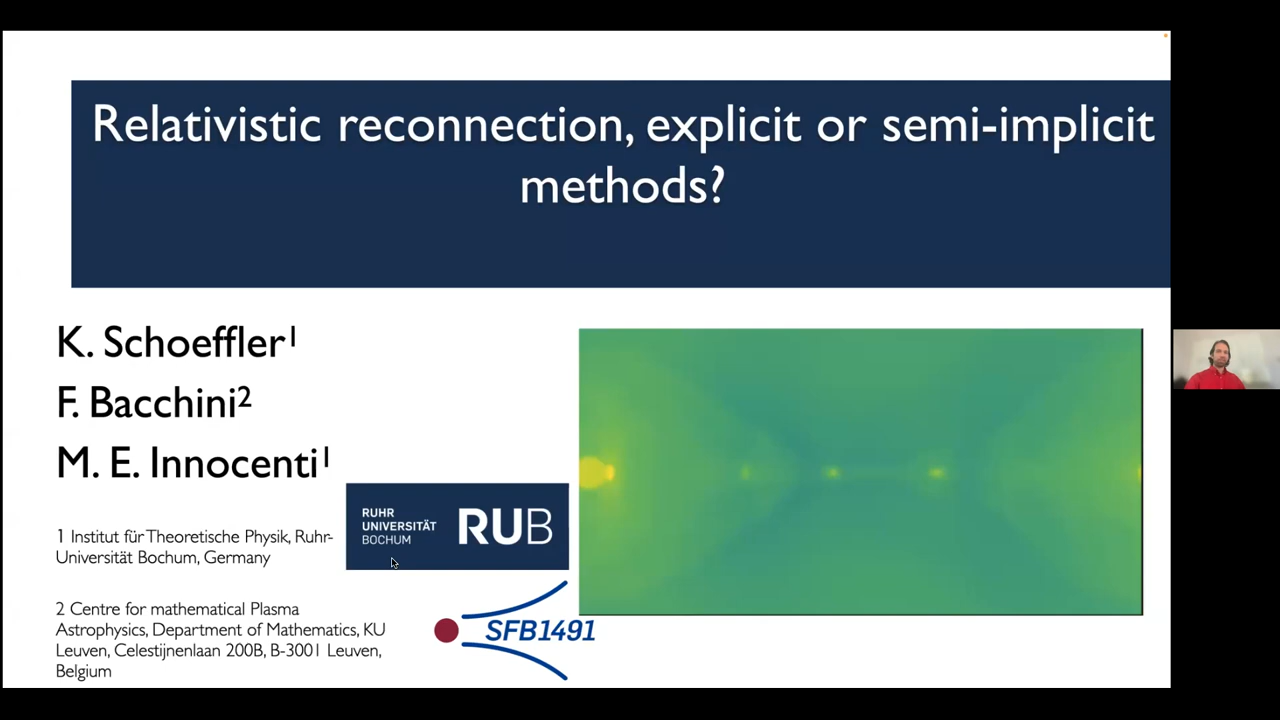 Relativistic reconnection, explicit or semi-implicit
methods?
K. Schoeffler¹
F. Bacchini²
M. E. Innocenti¹
RUHR
UNIVERSITÄT
BOCHUM
RUB
1 Institut für Theoretische Physik, Ruhr-
Universität Bochum, Germany
2 Centre for mathematical Plasma
Astrophysics, Department of Mathematics, KU
Leuven, Celestijnenlaan 200B, B-3001 Leuven,
Belgium
SFB1491